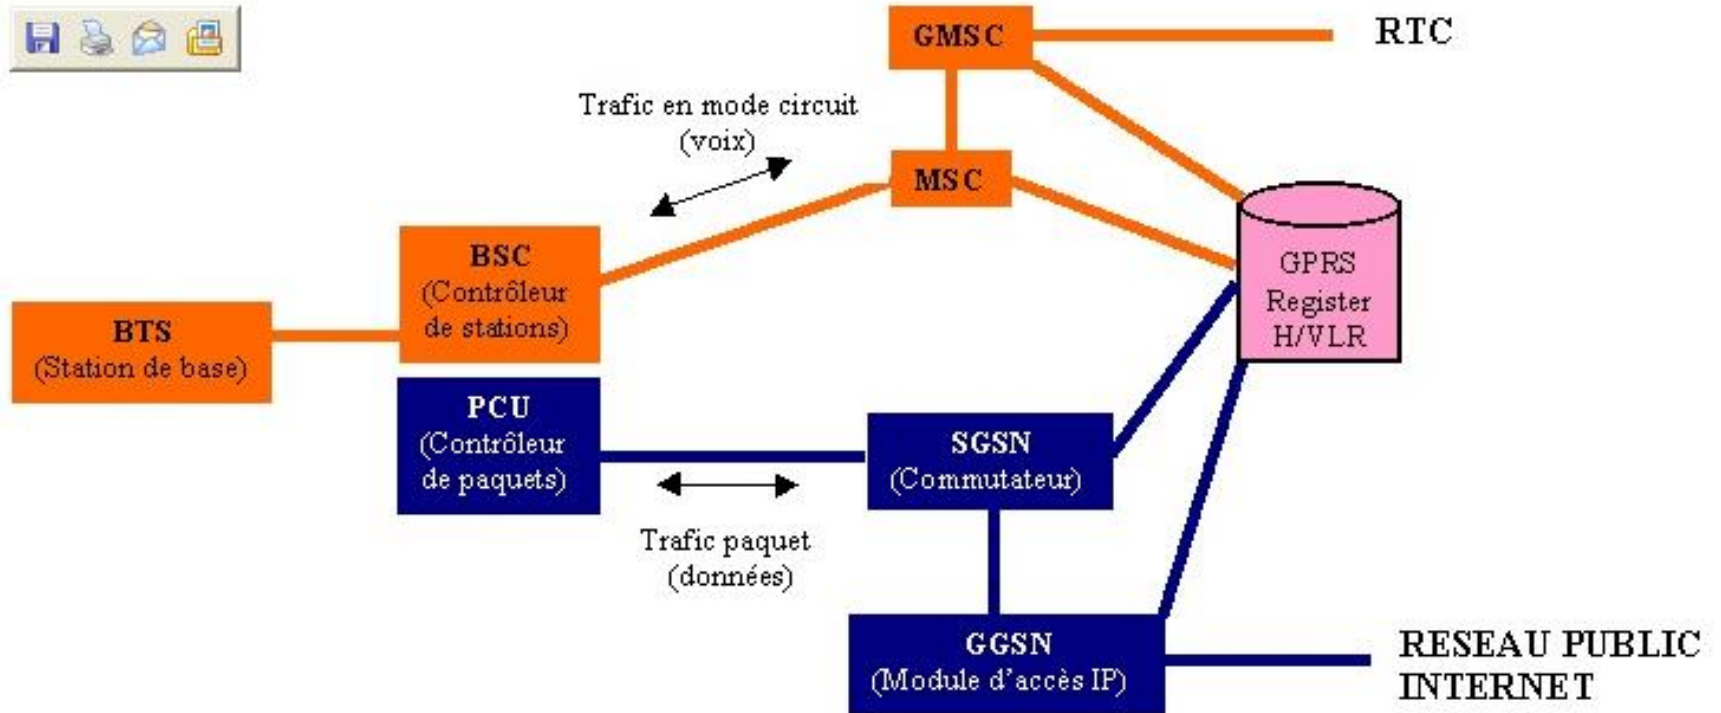 GMSC
RTC
Trafic en mode circuit
(voix)
MSC
BSC
(Contrôleur
de stations)
GPRS
Register
H/VLR
BTS
(Station de base)
PCU
(Contrôleur
de paquets)
SGSN
(Commutateur)
Trafic paquet
(données)
GGSN
(Module d'accès IP)
RESEAU PUBLIC
INTERNET